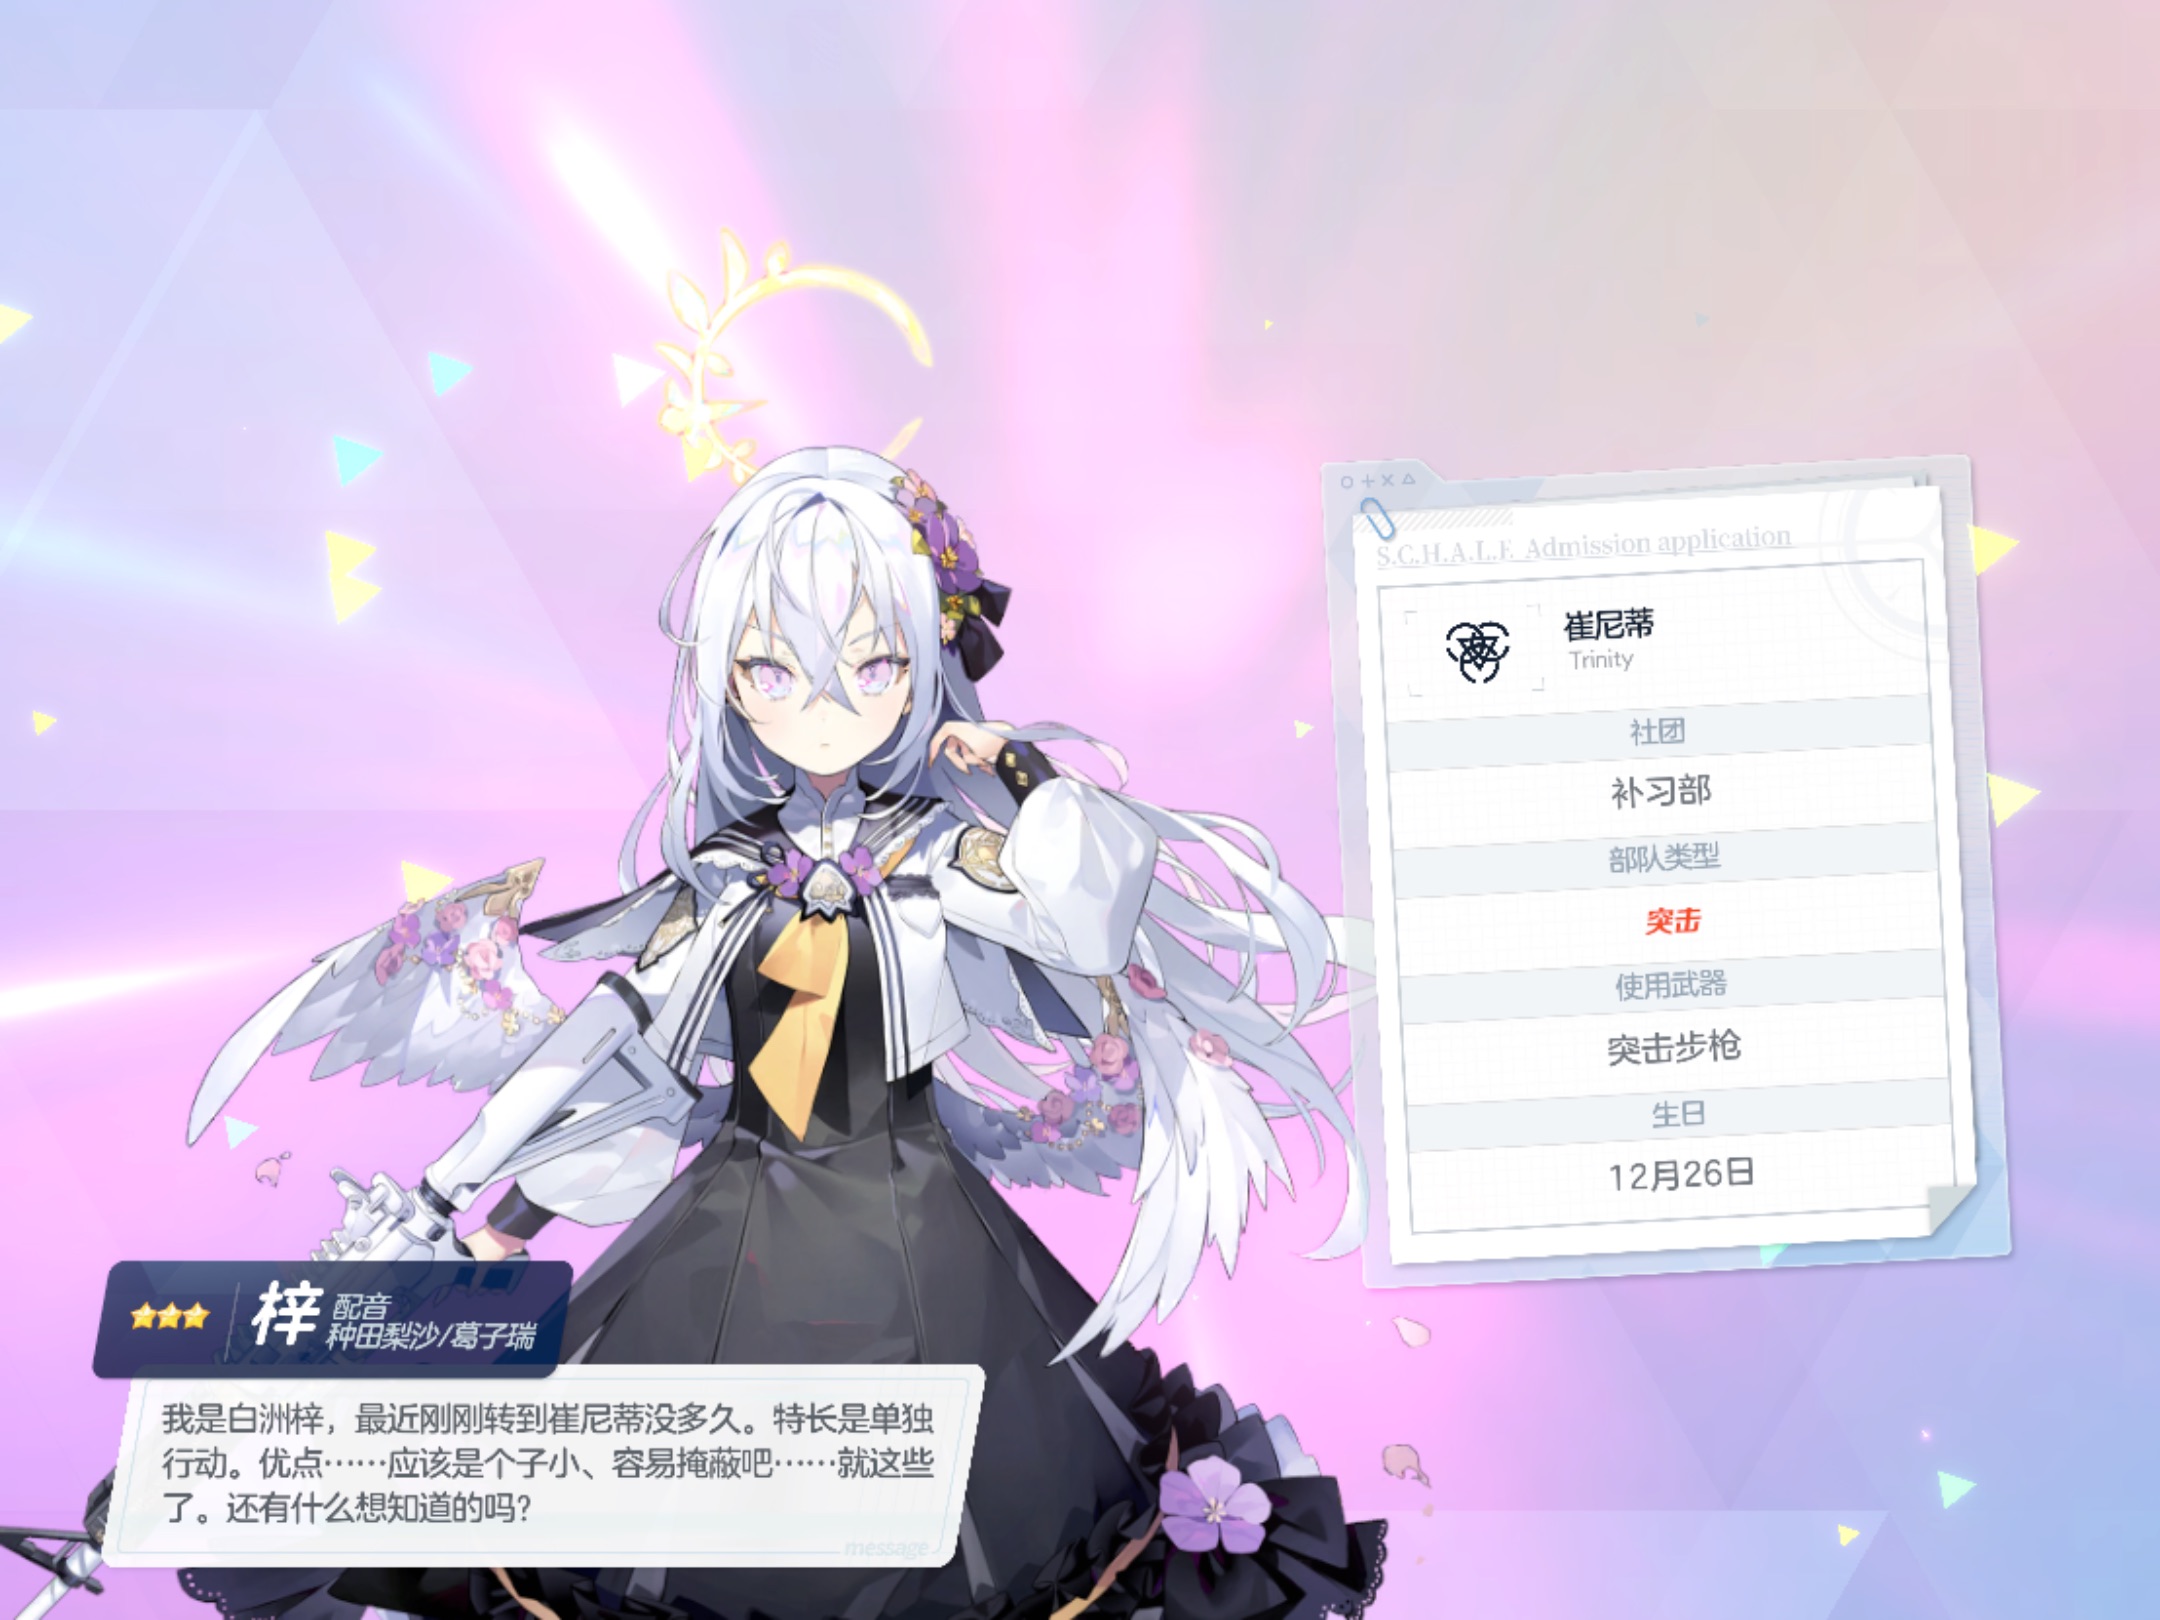 S.C.H.A.L.E Admission application
崔尼蒂
Trinity
社团
补习部
部队类型
突击
使用武器
突击步枪
生日
12月26日
梓
配音
种田梨沙/葛子瑞
我是白洲梓，最近刚刚转到崔尼蒂没多久。特长是单独
行动。优点……应该是个子小、容易掩蔽吧……就这些
了。还有什么想知道的吗？
message